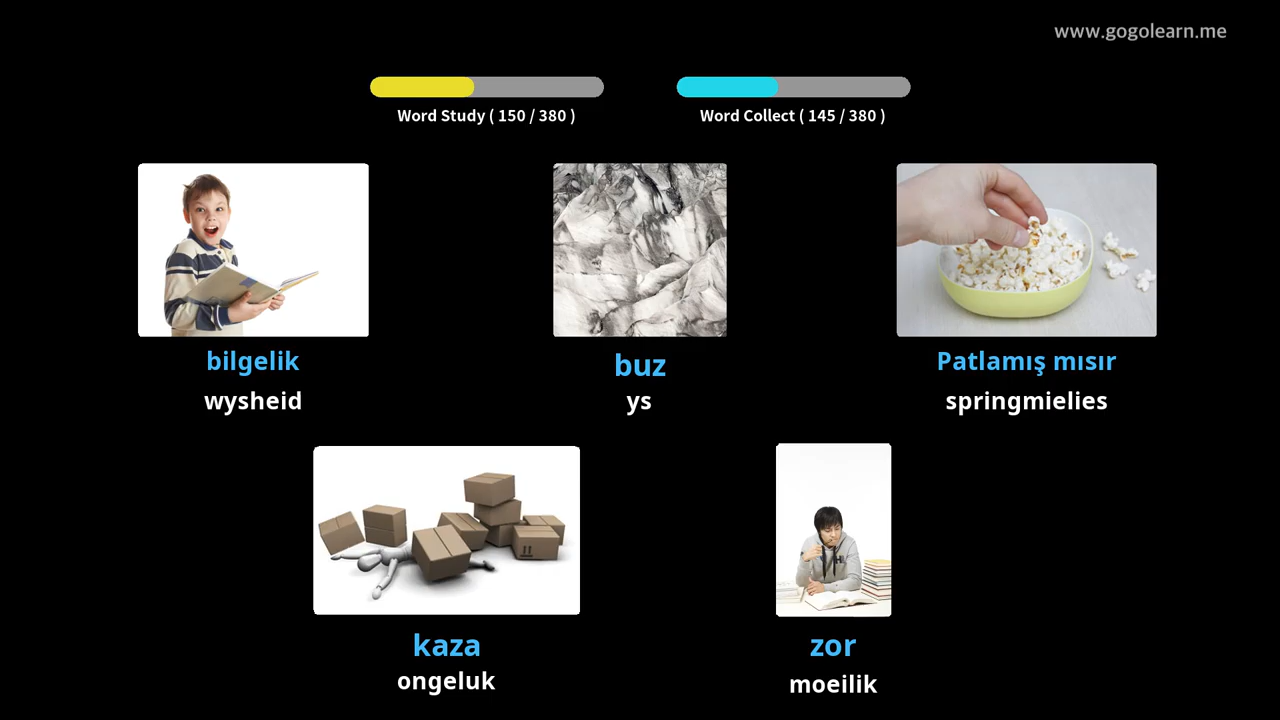 www.gogolearn.me
Word Study ( 150 / 380 )
Word Collect ( 145 / 380 )
bilgelik
wysheid
buz
ys
Patlamış mısır
springmielies
kaza
ongeluk
zor
moeilik